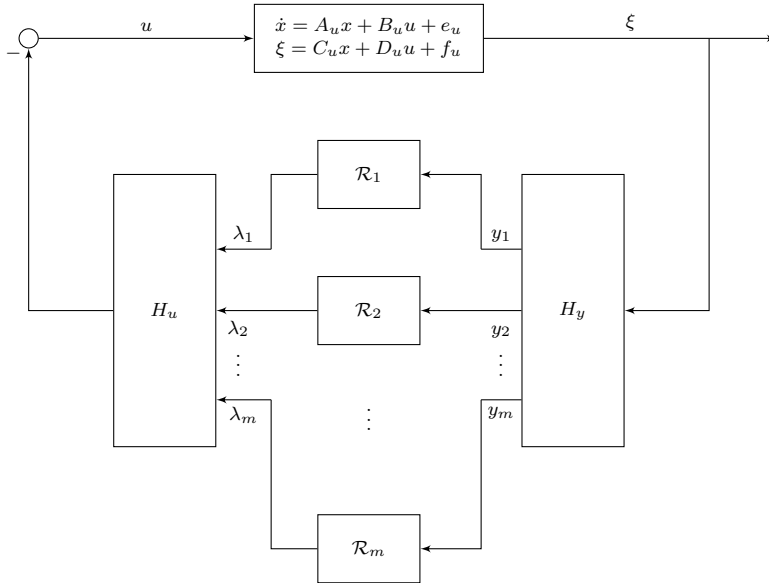 u
ẋ = A_u x + B_u u + e_u
ξ = C_u x + D_u u + f_u
ξ
−
R_1
λ_1
y_1
H_u
R_2
H_y
λ_2
y_2
⋮
⋮
λ_m
⋮
y_m
R_m